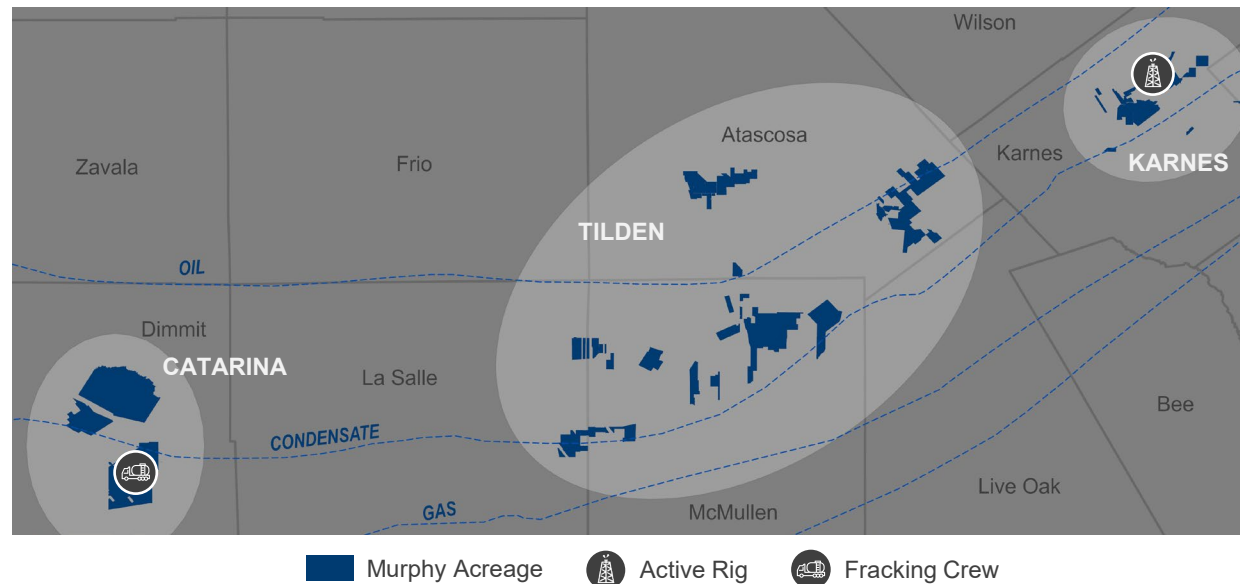 Wilson
Atascosa
Zavala
Frio
Karnes
KARNES
TILDEN
OIL
Dimmit
CATARINA
La Salle
Bee
CONDENSATE
Live Oak
GAS
McMullen
Murphy Acreage
Active Rig
Fracking Crew